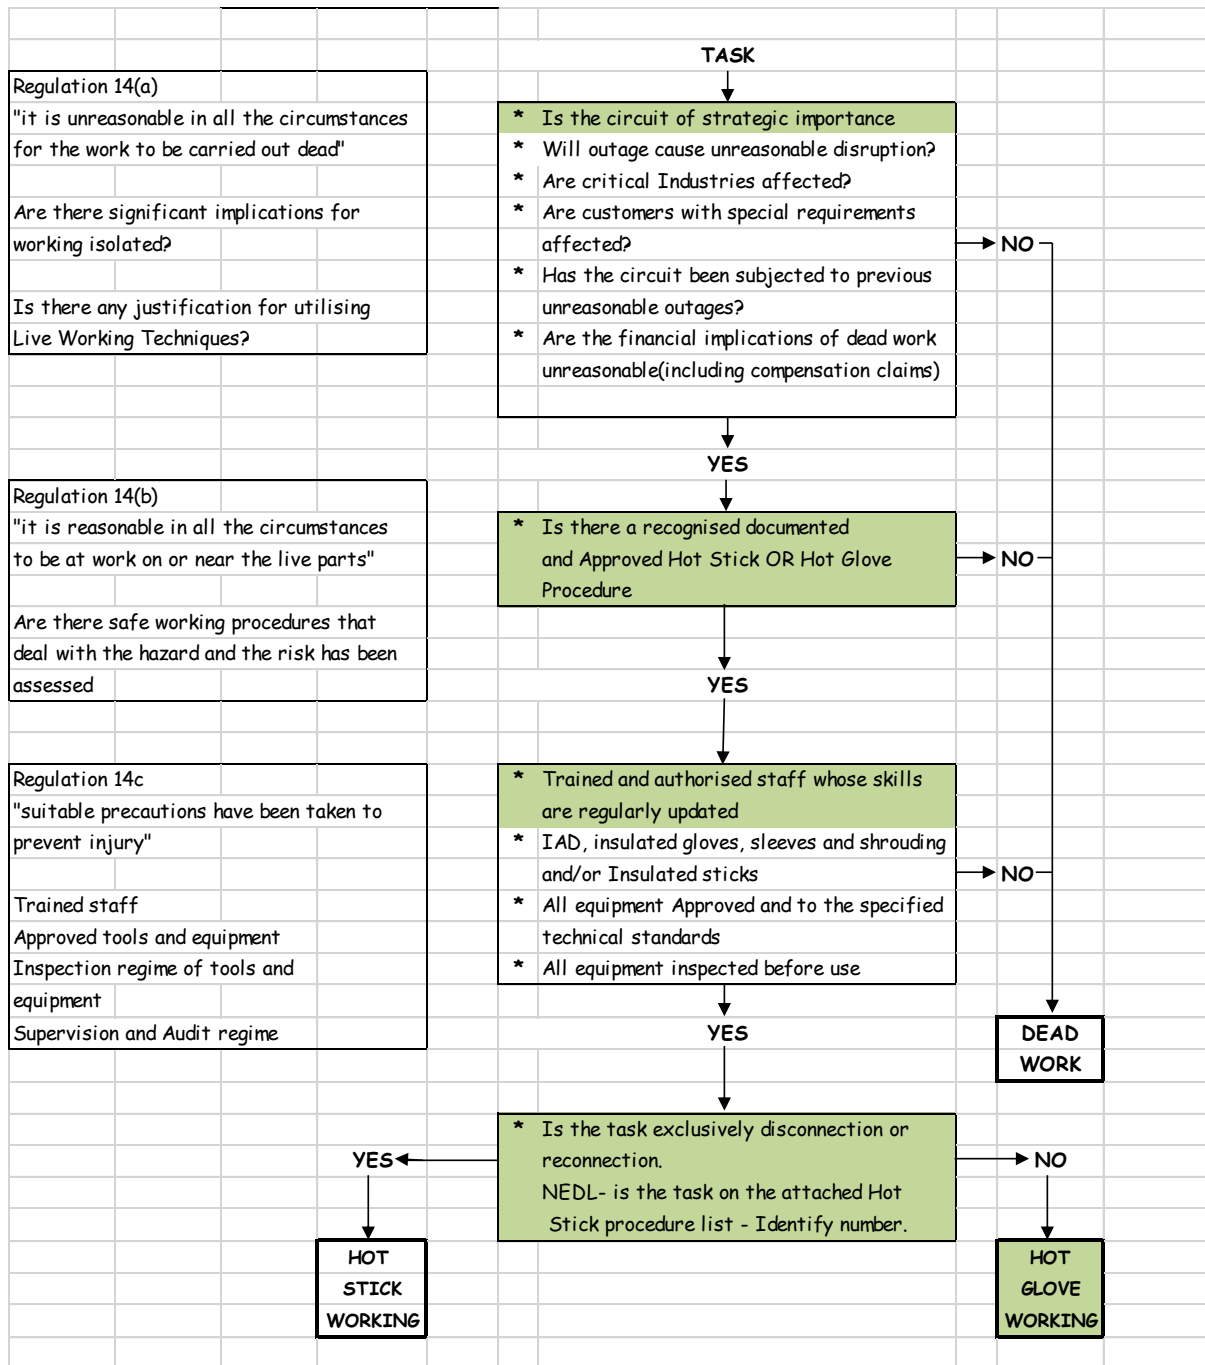 TASK
Regulation 14(a)
"it is unreasonable in all the circumstances
for the work to be carried out dead"
Are there significant implications for
working isolated?
Is there any justification for utilising
Live Working Techniques?
* Is the circuit of strategic importance
* Will outage cause unreasonable disruption?
* Are critical Industries affected?
* Are customers with special requirements
affected?
* Has the circuit been subjected to previous
unreasonable outages?
* Are the financial implications of dead work
unreasonable(including compensation claims)
NO
YES
Regulation 14(b)
"it is reasonable in all the circumstances
to be at work on or near the live parts"
Are there safe working procedures that
deal with the hazard and the risk has been
assessed
* Is there a recognised documented
and Approved Hot Stick OR Hot Glove
Procedure
NO
YES
Regulation 14c
"suitable precautions have been taken to
prevent injury"
Trained staff
Approved tools and equipment
Inspection regime of tools and
equipment
Supervision and Audit regime
* Trained and authorised staff whose skills
are regularly updated
* IAD, insulated gloves, sleeves and shrouding
and/or Insulated sticks
* All equipment Approved and to the specified
technical standards
* All equipment inspected before use
NO
YES
DEAD
WORK
* Is the task exclusively disconnection or
reconnection.
NEDL- is the task on the attached Hot
Stick procedure list - Identify number.
YES
NO
HOT
STICK
WORKING
HOT
GLOVE
WORKING